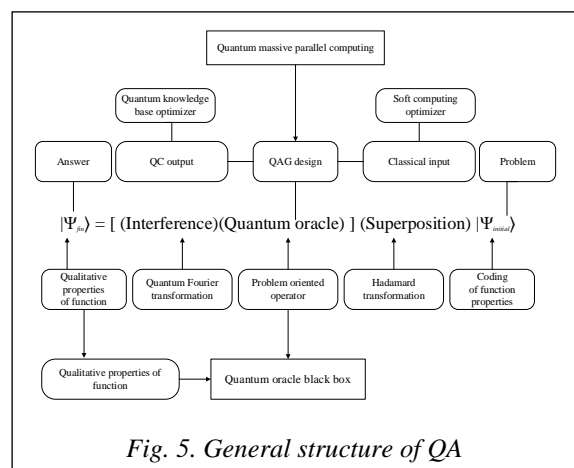 Quantum massive parallel computing
Quantum knowledge
base optimizer
Soft computing
optimizer
Answer
QC output
QAG design
Classical input
Problem
|Ψfin⟩ = [ (Interference)(Quantum oracle) ] (Superposition) |Ψinitial⟩
Qualitative
properties
of function
Quantum Fourier
transformation
Problem oriented
operator
Hadamard
transformation
Coding
of function
properties
Qualitative properties of
function
Quantum oracle black box
Fig. 5. General structure of QA